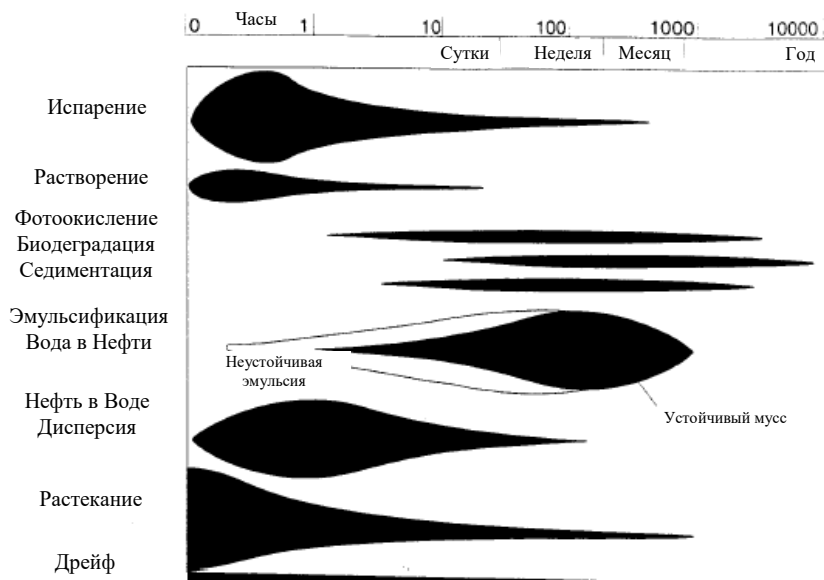 0 Часы 1 10 100 1000 10000
Сутки Неделя Месяц Год
Испарение
Растворение
Фотоокисление
Биодеградация
Седиментация
Эмульсификация
Вода в Нефти
Неустойчивая
эмульсия
Устойчивый мусс
Нефть в Воде
Дисперсия
Растекание
Дрейф